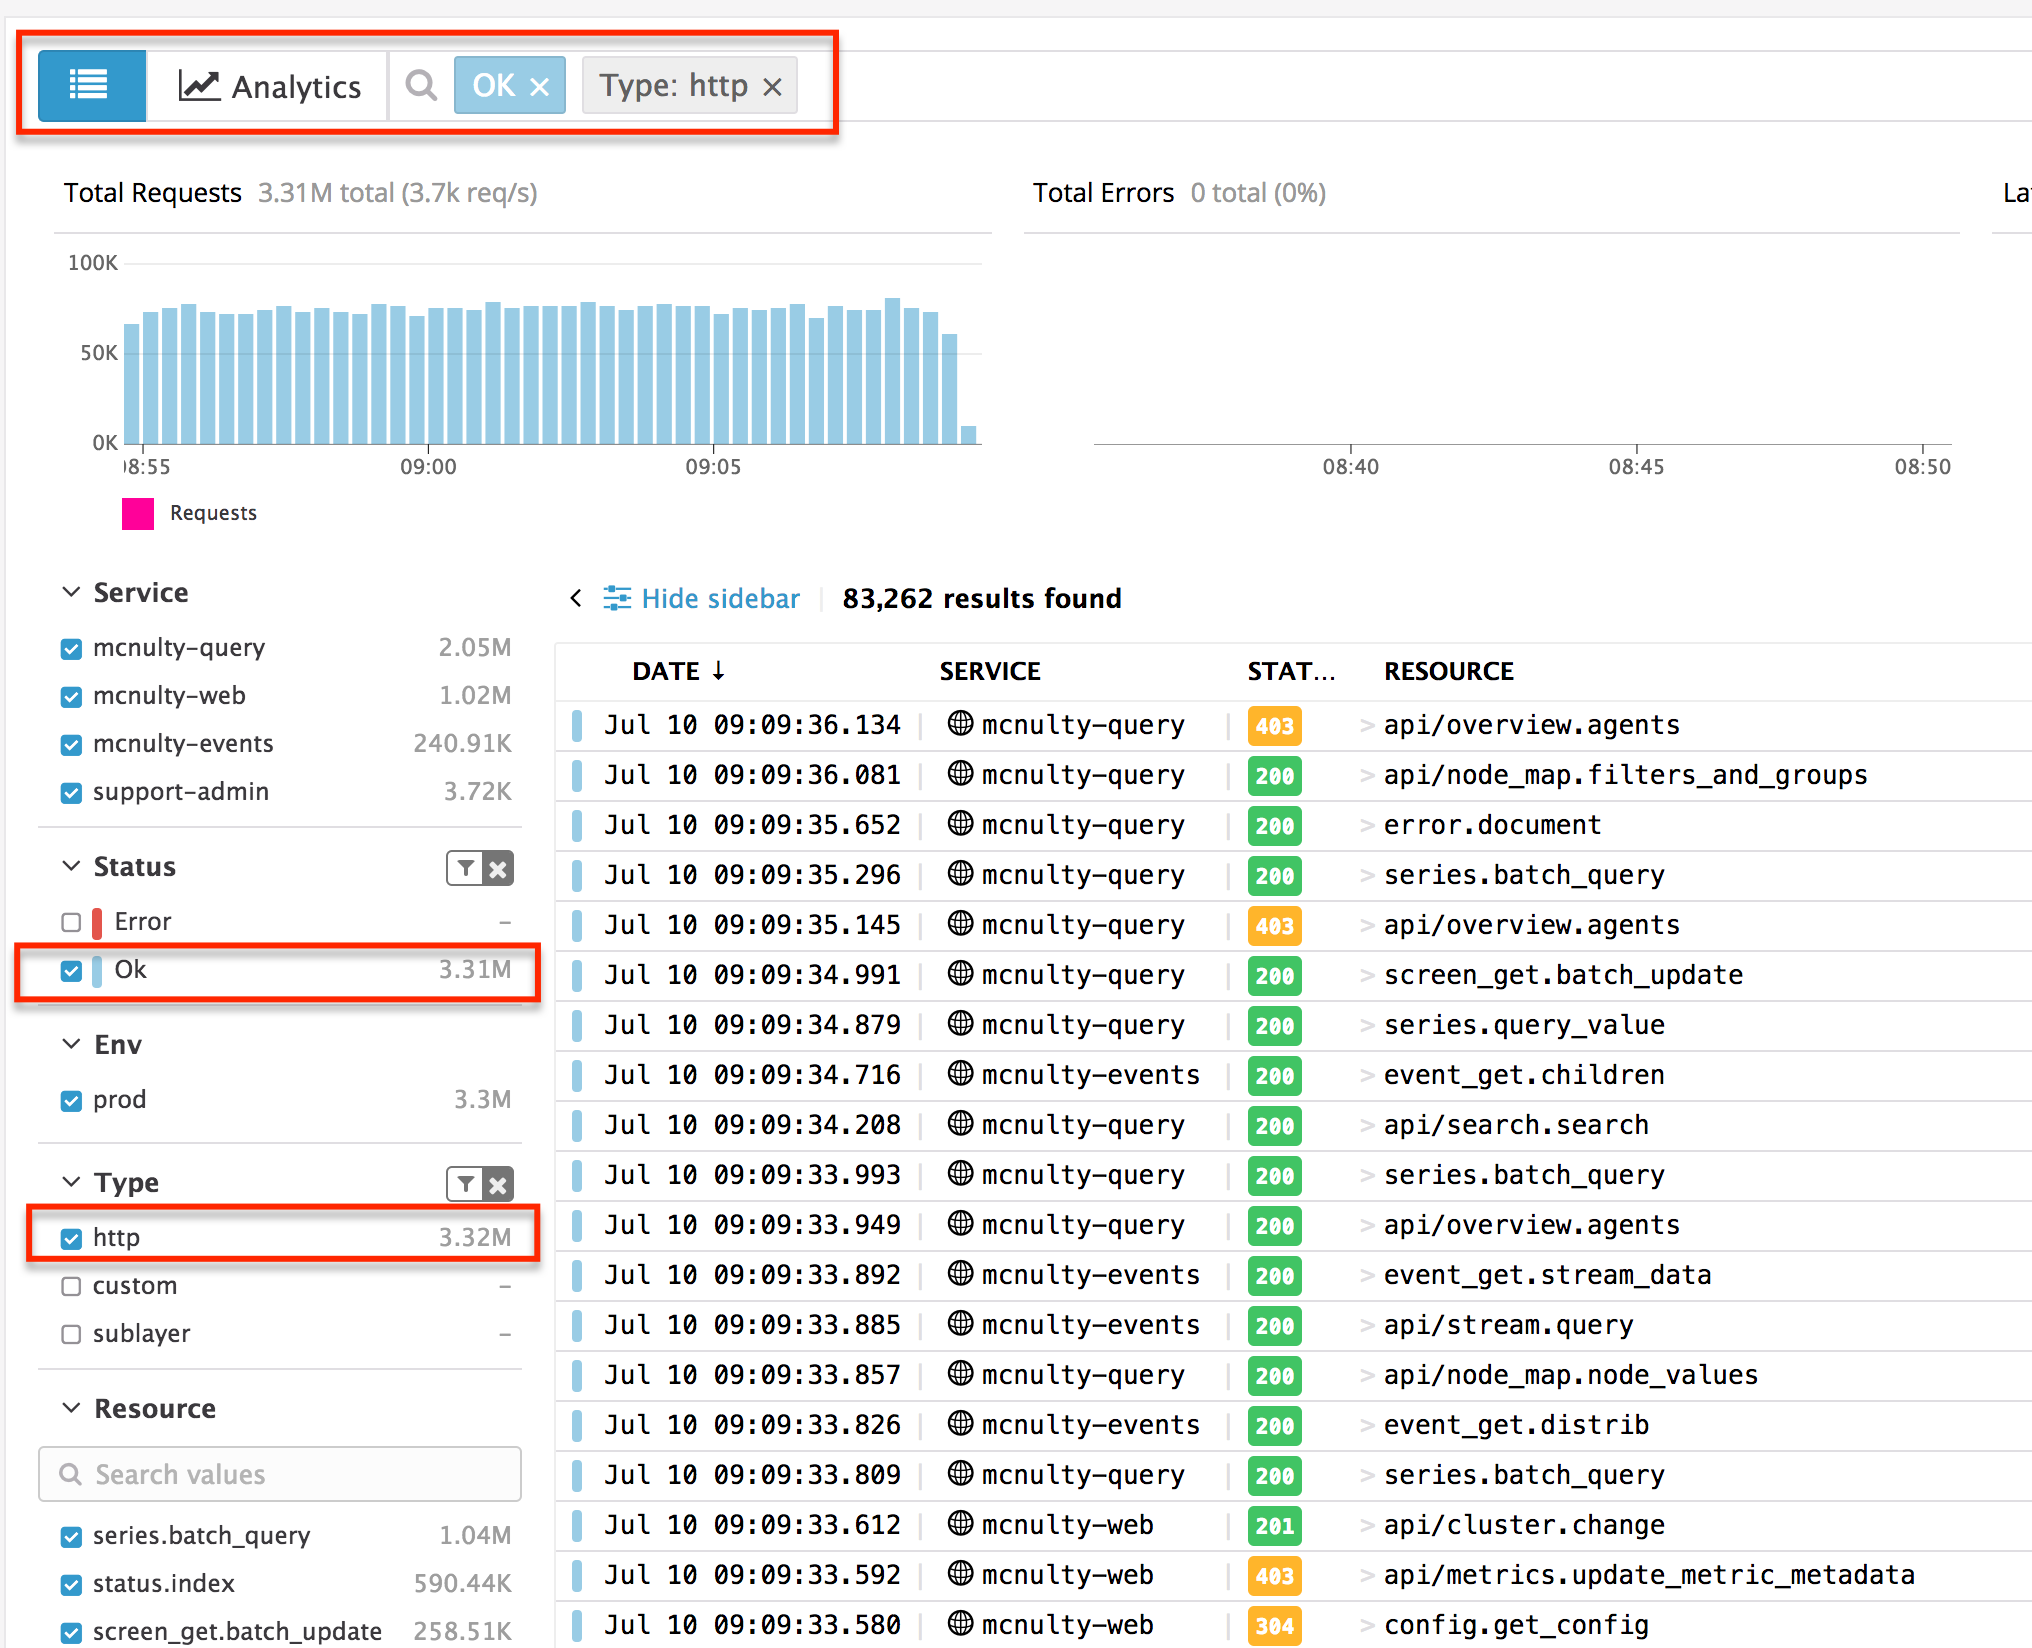 Analytics OK × Type: http ×
Total Requests 3.31M total (3.7k req/s)
100K
50K
0K
09:00 09:05
Requests
Total Errors 0 total (0%)
08:40 08:45 08:50
Service
mcnulty-query 2.05M
mcnulty-web 1.02M
mcnulty-events 240.91K
support-admin 3.72K
Status
Error –
Ok 3.31M
Env
prod 3.3M
Type
http 3.32M
custom –
sublayer –
Resource
Search values
series.batch_query 1.04M
status.index 590.44K
screen_get.batch_update 258.51K
Hide sidebar 83,262 results found
DATE ↓ SERVICE STAT... RESOURCE
Jul 10 09:09:36.134 mcnulty-query 403 > api/overview.agents
Jul 10 09:09:36.081 mcnulty-query 200 > api/node_map.filters_and_groups
Jul 10 09:09:35.652 mcnulty-query 200 > error.document
Jul 10 09:09:35.296 mcnulty-query 200 > series.batch_query
Jul 10 09:09:35.145 mcnulty-query 403 > api/overview.agents
Jul 10 09:09:34.991 mcnulty-query 200 > screen_get.batch_update
Jul 10 09:09:34.879 mcnulty-query 200 > series.query_value
Jul 10 09:09:34.716 mcnulty-events 200 > event_get.children
Jul 10 09:09:34.208 mcnulty-query 200 > api/search.search
Jul 10 09:09:33.993 mcnulty-query 200 > series.batch_query
Jul 10 09:09:33.949 mcnulty-query 200 > api/overview.agents
Jul 10 09:09:33.892 mcnulty-events 200 > event_get.stream_data
Jul 10 09:09:33.885 mcnulty-events 200 > api/stream.query
Jul 10 09:09:33.857 mcnulty-query 200 > api/node_map.node_values
Jul 10 09:09:33.826 mcnulty-events 200 > event_get.distrib
Jul 10 09:09:33.809 mcnulty-query 200 > series.batch_query
Jul 10 09:09:33.612 mcnulty-web 201 > api/cluster.change
Jul 10 09:09:33.592 mcnulty-web 403 > api/metrics.update_metric_metadata
Jul 10 09:09:33.580 mcnulty-web 304 > config.get_config